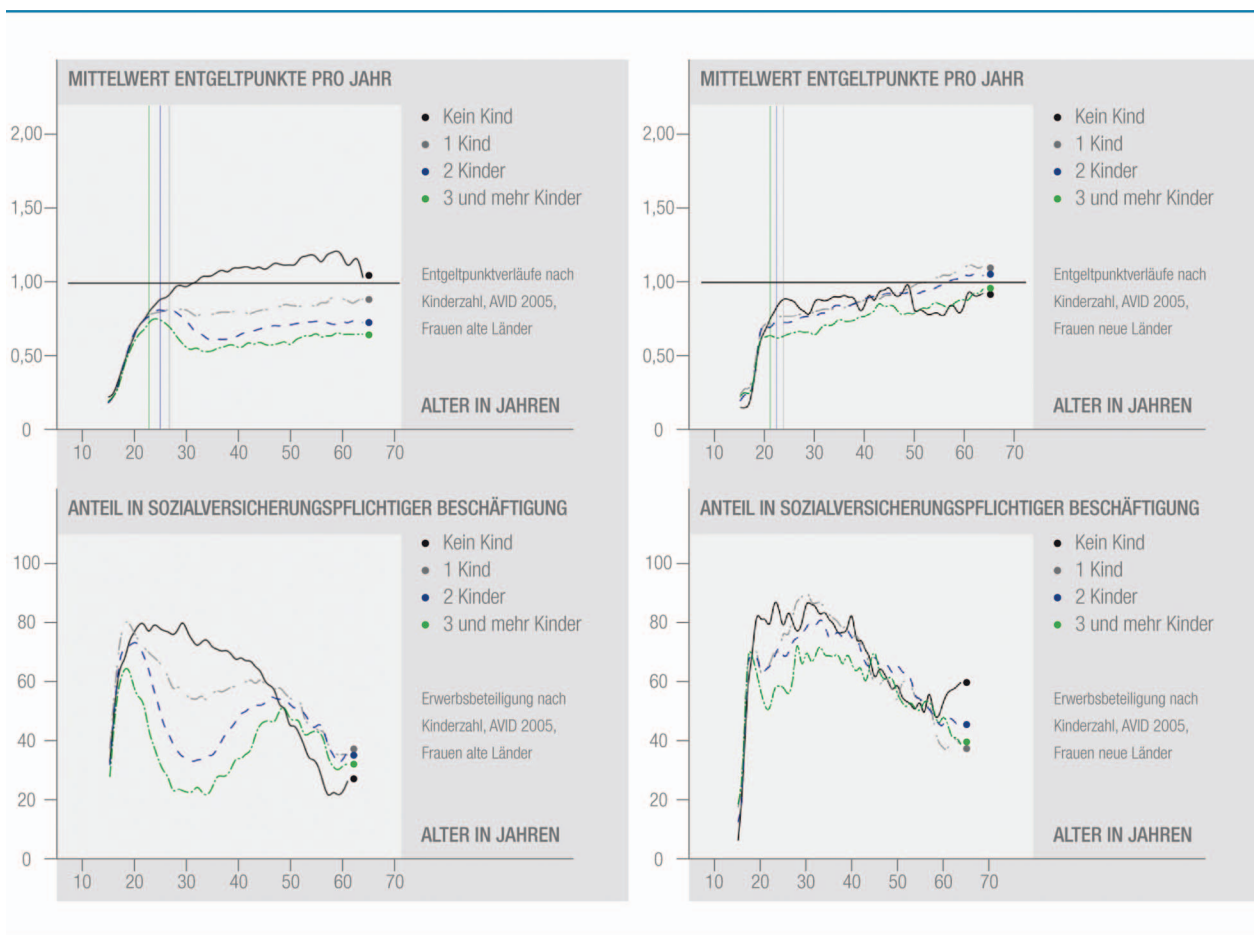 MITTELWERT ENTGELTPUNKTE PRO JAHR
2,00
1,50
1,00
0,50
0
10 20 30 40 50 60 70
Kein Kind
1 Kind
2 Kinder
3 und mehr Kinder
Entgeltpunktverläufe nach
Kinderzahl, AVID 2005,
Frauen alte Länder
ALTER IN JAHREN
MITTELWERT ENTGELTPUNKTE PRO JAHR
2,00
1,50
1,00
0,50
0
10 20 30 40 50 60 70
Kein Kind
1 Kind
2 Kinder
3 und mehr Kinder
Entgeltpunktverläufe nach
Kinderzahl, AVID 2005,
Frauen neue Länder
ALTER IN JAHREN
ANTEIL IN SOZIALVERSICHERUNGSPFLICHTIGER BESCHÄFTIGUNG
100
80
60
40
20
0
10 20 30 40 50 60 70
Kein Kind
1 Kind
2 Kinder
3 und mehr Kinder
Erwerbsbeteiligung nach
Kinderzahl, AVID 2005,
Frauen alte Länder
ALTER IN JAHREN
ANTEIL IN SOZIALVERSICHERUNGSPFLICHTIGER BESCHÄFTIGUNG
100
80
60
40
20
0
10 20 30 40 50 60 70
Kein Kind
1 Kind
2 Kinder
3 und mehr Kinder
Erwerbsbeteiligung nach
Kinderzahl, AVID 2005,
Frauen neue Länder
ALTER IN JAHREN